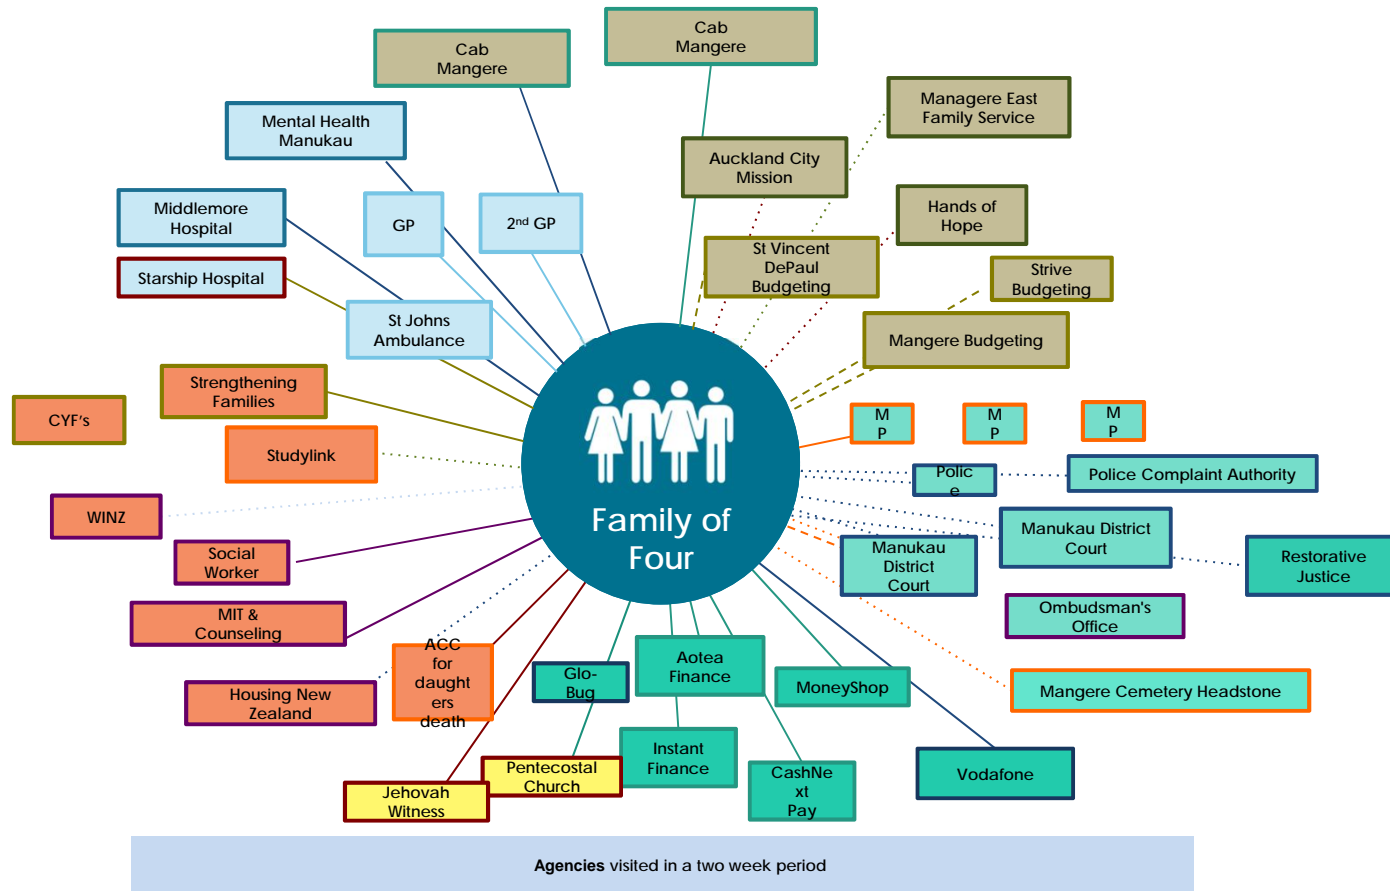 Cab
Mangere
Cab
Mangere
Managere East
Family Service
Mental Health
Manukau
Auckland City
Mission
Middlemore
Hospital
GP
2nd GP
Hands of
Hope
St Vincent
DePaul
Budgeting
Starship Hospital
Strive
Budgeting
St Johns
Ambulance
Mangere Budgeting
Strengthening
Families
CYF's
Studylink
M
P
M
P
M
P
Polic
e
Police Complaint Authority
WINZ
Family of
Four
Social
Worker
Manukau
District
Court
Manukau District
Court
Restorative
Justice
MIT &
Counseling
Ombudsman's
Office
ACC
for
daught
ers
death
Glo-
Bug
Aotea
Finance
MoneyShop
Mangere Cemetery Headstone
Housing New
Zealand
Instant
Finance
CashNe
xt
Pay
Vodafone
Pentecostal
Church
Jehovah
Witness
Agencies visited in a two week period